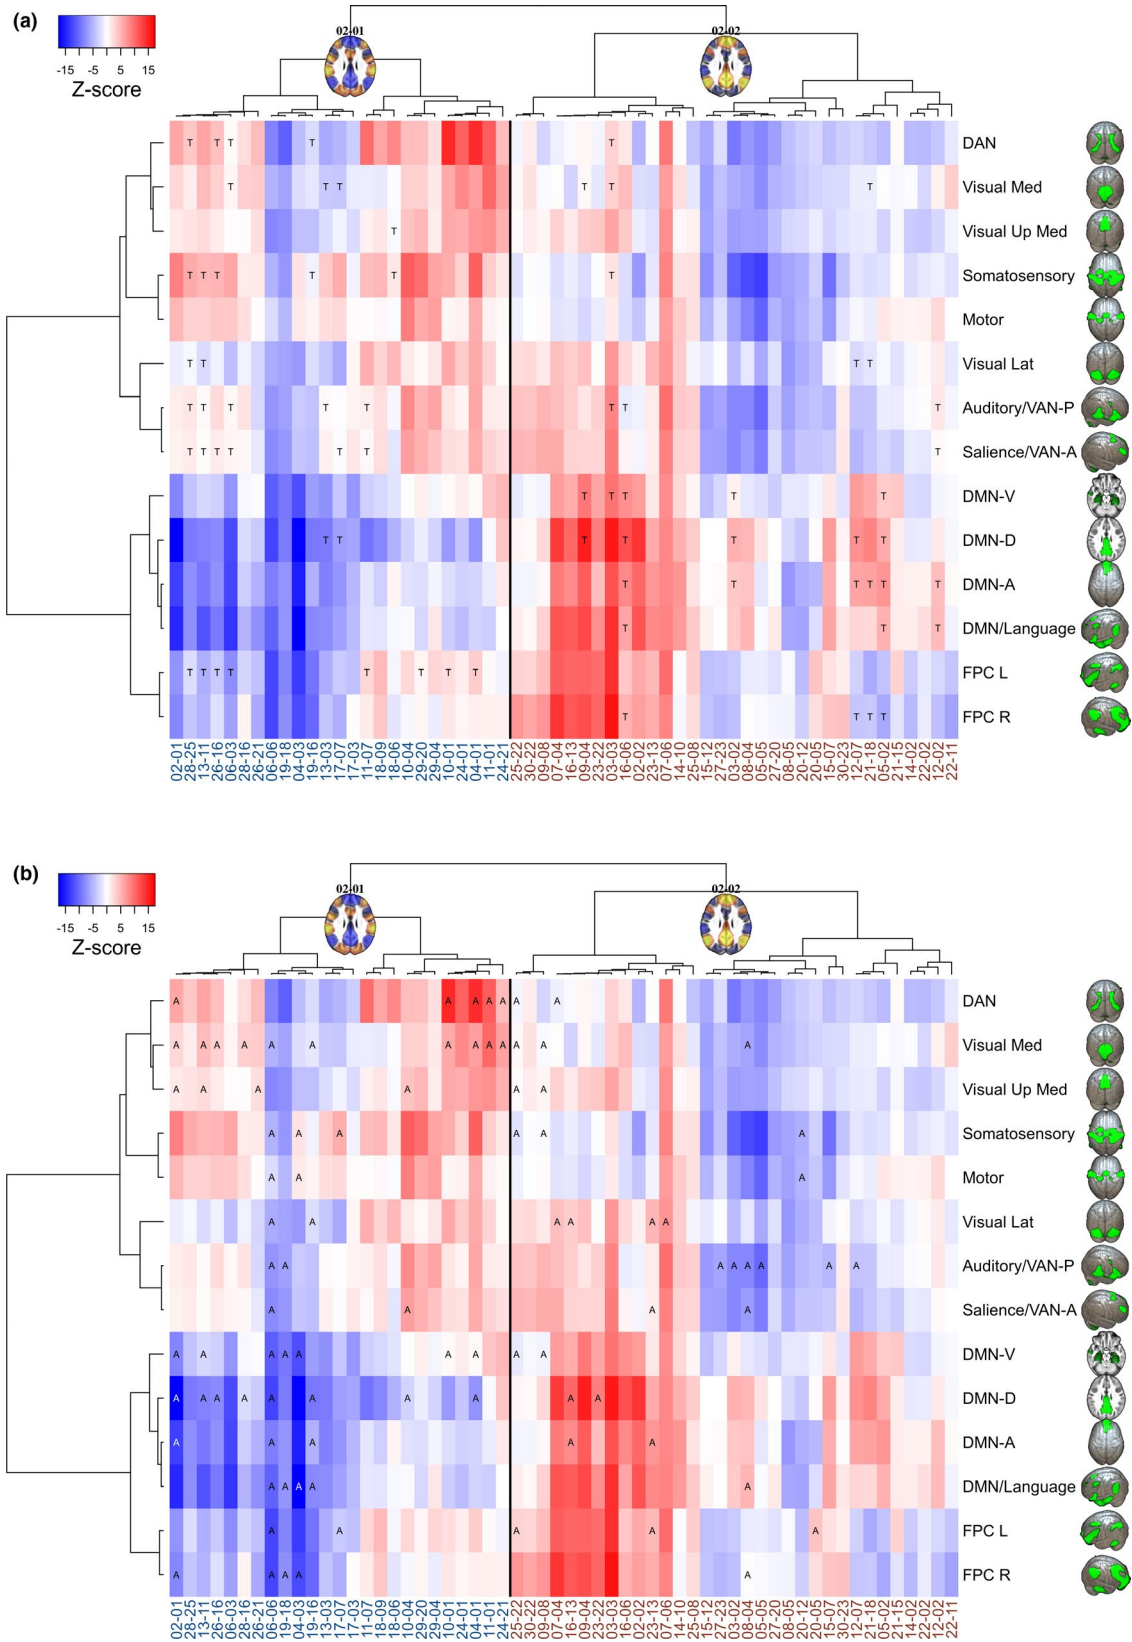 (a)
02-01 02-02
-15 -5 5 15
Z-score
T T T T T DAN
T T T T T T Visual Med
T Visual Up Med
T T T T T T Somatosensory
Motor
T T T T Visual Lat
T T T T T T T T Auditory/VAN-P
T T T T T T T Salience/VAN-A
T T T T T DMN-V
T T T T T T T DMN-D
T T T T T T DMN-A
T T T DMN/Language
T T T T T T T T FPC L
T T T T FPC R
02-01 28-25 13-11 26-16 06-03 28-16 26-21 06-06 19-18 04-03 19-16 13-03 17-07 17-03 11-07 18-09 18-06 10-04 29-20 29-04 10-01 24-01 04-01 11-01 24-21 25-22 30-22 09-08 07-04 16-13 09-04 23-22 03-03 16-06 02-02 23-13 07-06 14-10 25-08 15-12 27-23 03-02 08-04 05-05 27-20 08-05 20-12 20-05 15-07 30-23 12-07 21-18 05-02 21-15 14-02 22-02 12-02 22-11
(b)
02-01 02-02
-15 -5 5 15
Z-score
A A A A A A A DAN
A A A A A A A A A A A A A Visual Med
A A A A A A Visual Up Med
A A A A A A Somatosensory
A A A Motor
A A A A A A Visual Lat
A A A A A A A A Auditory/VAN-P
A A A A Salience/VAN-A
A A A A A A A A A DMN-V
A A A A A A A A A A DMN-D
A A A A A DMN-A
A A A A A DMN/Language
A A A A A FPC L
A A A A A FPC R
02-01 28-25 13-11 26-16 06-03 28-16 26-21 06-06 19-18 04-03 19-16 13-03 17-07 17-03 11-07 18-09 18-06 10-04 29-20 29-04 10-01 24-01 04-01 11-01 24-21 25-22 30-22 09-08 07-04 16-13 09-04 23-22 03-03 16-06 02-02 23-13 07-06 14-10 25-08 15-12 27-23 03-02 08-04 05-05 27-20 08-05 20-12 20-05 15-07 30-23 12-07 21-18 05-02 21-15 14-02 22-02 12-02 22-11